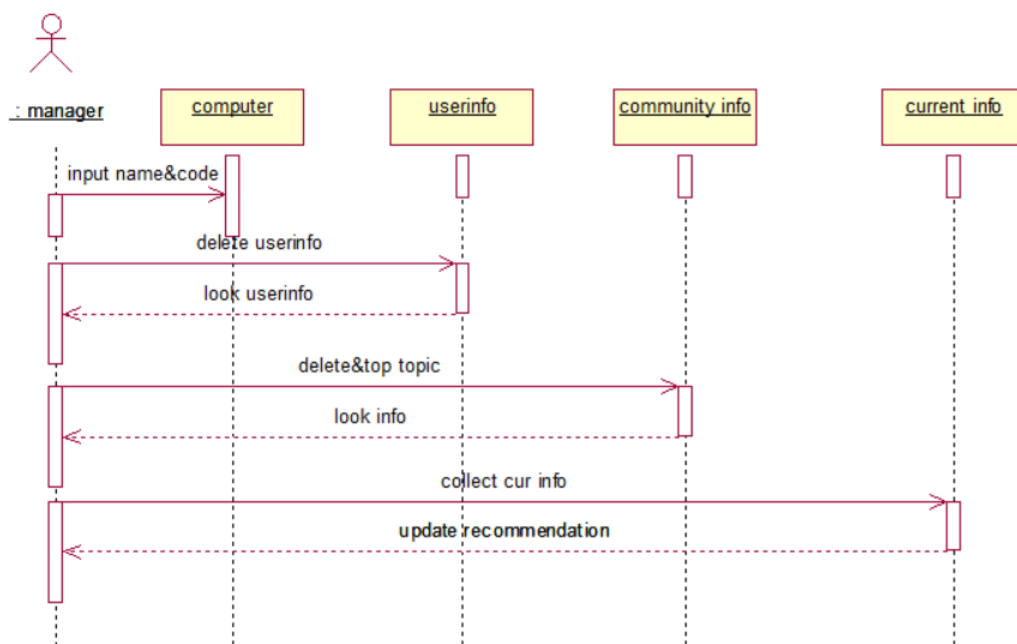 : manager
computer
userinfo
community info
current info
input name&code
delete userinfo
look userinfo
delete&top topic
look info
collect cur info
update recommendation